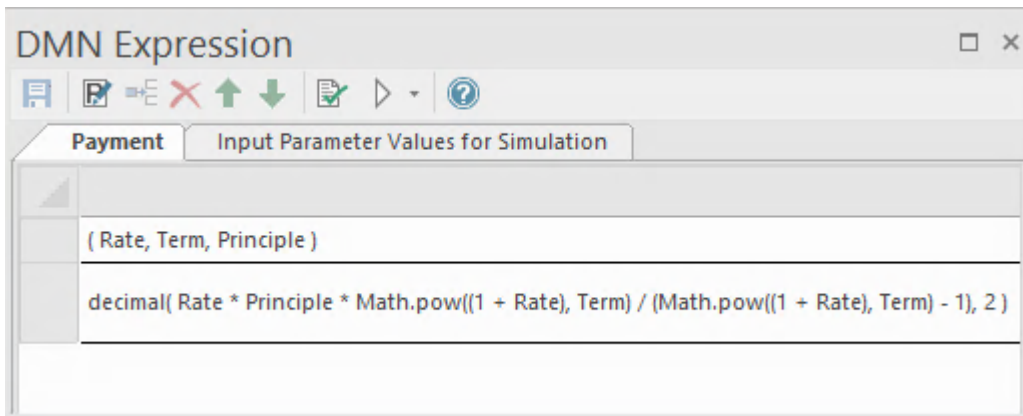 DMN Expression
Payment
Input Parameter Values for Simulation
( Rate, Term, Principle )
decimal( Rate * Principle * Math.pow((1 + Rate), Term) / (Math.pow((1 + Rate), Term) - 1), 2 )